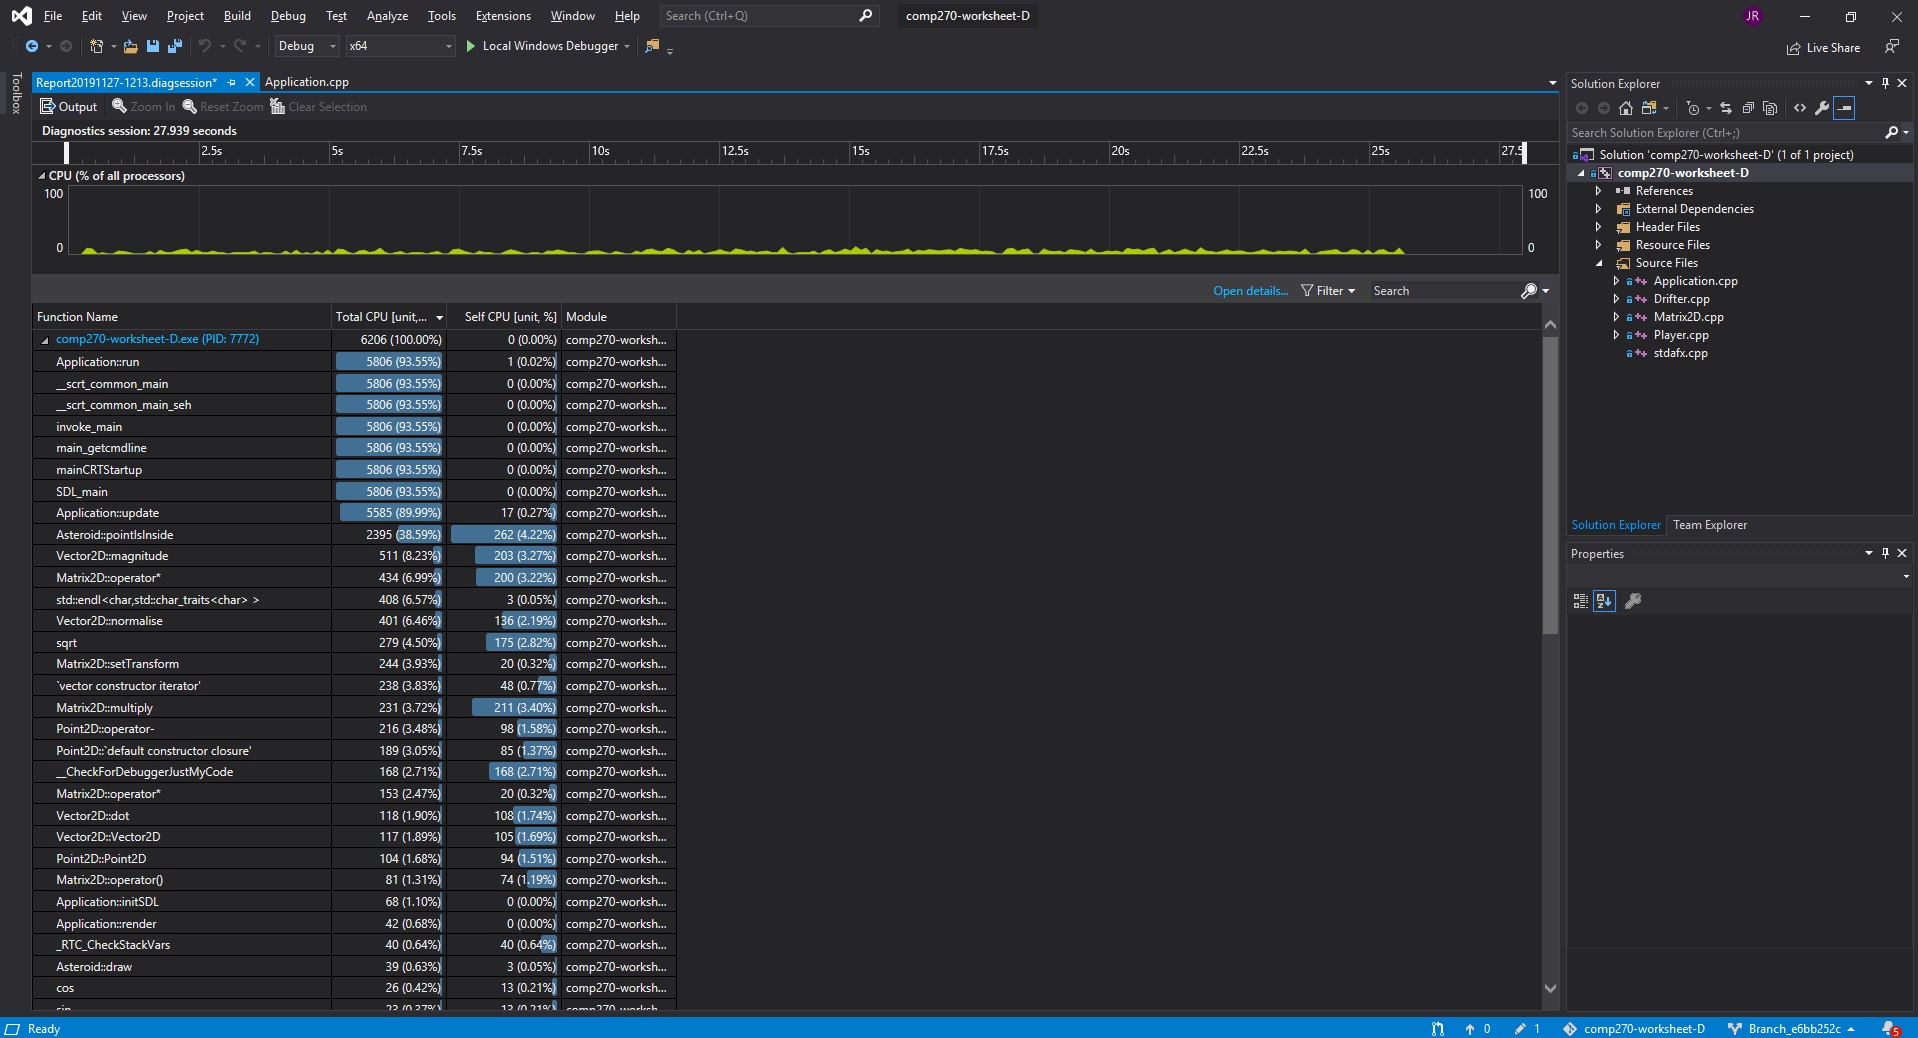 File Edit View Project Build Debug Test Analyze Tools Extensions Window Help Search (Ctrl+Q) comp270-worksheet-D JR
Debug x64 Local Windows Debugger Live Share
Toolbox
Report20191127-1213.diagsession* Application.cpp
Output Zoom In Reset Zoom Clear Selection
Diagnostics session: 27.939 seconds
2.5s 5s 7.5s 10s 12.5s 15s 17.5s 20s 22.5s 25s 27.5
CPU (% of all processors)
100 100
0 0
Open details... Filter Search
Function Name Total CPU [unit,... Self CPU [unit, %] Module
comp270-worksheet-D.exe (PID: 7772) 6206 (100.00%) 0 (0.00%) comp270-worksh...
Application::run 5806 (93.55%) 1 (0.02%) comp270-worksh...
__scrt_common_main 5806 (93.55%) 0 (0.00%) comp270-worksh...
__scrt_common_main_seh 5806 (93.55%) 0 (0.00%) comp270-worksh...
invoke_main 5806 (93.55%) 0 (0.00%) comp270-worksh...
main_getcmdline 5806 (93.55%) 0 (0.00%) comp270-worksh...
mainCRTStartup 5806 (93.55%) 0 (0.00%) comp270-worksh...
SDL_main 5806 (93.55%) 0 (0.00%) comp270-worksh...
Application::update 5585 (89.99%) 17 (0.27%) comp270-worksh...
Asteroid::pointIsInside 2395 (38.59%) 262 (4.22%) comp270-worksh...
Vector2D::magnitude 511 (8.23%) 203 (3.27%) comp270-worksh...
Matrix2D::operator* 434 (6.99%) 200 (3.22%) comp270-worksh...
std::endl<char,std::char_traits<char> > 408 (6.57%) 3 (0.05%) comp270-worksh...
Vector2D::normalise 401 (6.46%) 136 (2.19%) comp270-worksh...
sqrt 279 (4.50%) 175 (2.82%) comp270-worksh...
Matrix2D::setTransform 244 (3.93%) 20 (0.32%) comp270-worksh...
`vector constructor iterator' 238 (3.83%) 48 (0.77%) comp270-worksh...
Matrix2D::multiply 231 (3.72%) 211 (3.40%) comp270-worksh...
Point2D::operator- 216 (3.48%) 98 (1.58%) comp270-worksh...
Point2D::`default constructor closure' 189 (3.05%) 85 (1.37%) comp270-worksh...
__CheckForDebuggerJustMyCode 168 (2.71%) 168 (2.71%) comp270-worksh...
Matrix2D::operator* 153 (2.47%) 20 (0.32%) comp270-worksh...
Vector2D::dot 118 (1.90%) 108 (1.74%) comp270-worksh...
Vector2D::Vector2D 117 (1.89%) 105 (1.69%) comp270-worksh...
Point2D::Point2D 104 (1.68%) 94 (1.51%) comp270-worksh...
Matrix2D::operator() 81 (1.31%) 74 (1.19%) comp270-worksh...
Application::initSDL 68 (1.10%) 0 (0.00%) comp270-worksh...
Application::render 42 (0.68%) 0 (0.00%) comp270-worksh...
_RTC_CheckStackVars 40 (0.64%) 40 (0.64%) comp270-worksh...
Asteroid::draw 39 (0.63%) 3 (0.05%) comp270-worksh...
cos 26 (0.42%) 13 (0.21%) comp270-worksh...
sin 23 (0.37%) 13 (0.21%) comp270-worksh...
Solution Explorer
Search Solution Explorer (Ctrl+;)
Solution 'comp270-worksheet-D' (1 of 1 project)
comp270-worksheet-D
References
External Dependencies
Header Files
Resource Files
Source Files
Application.cpp
Drifter.cpp
Matrix2D.cpp
Player.cpp
stdafx.cpp
Solution Explorer Team Explorer
Properties
Ready 0 1 comp270-worksheet-D Branch_e6bb252c 5